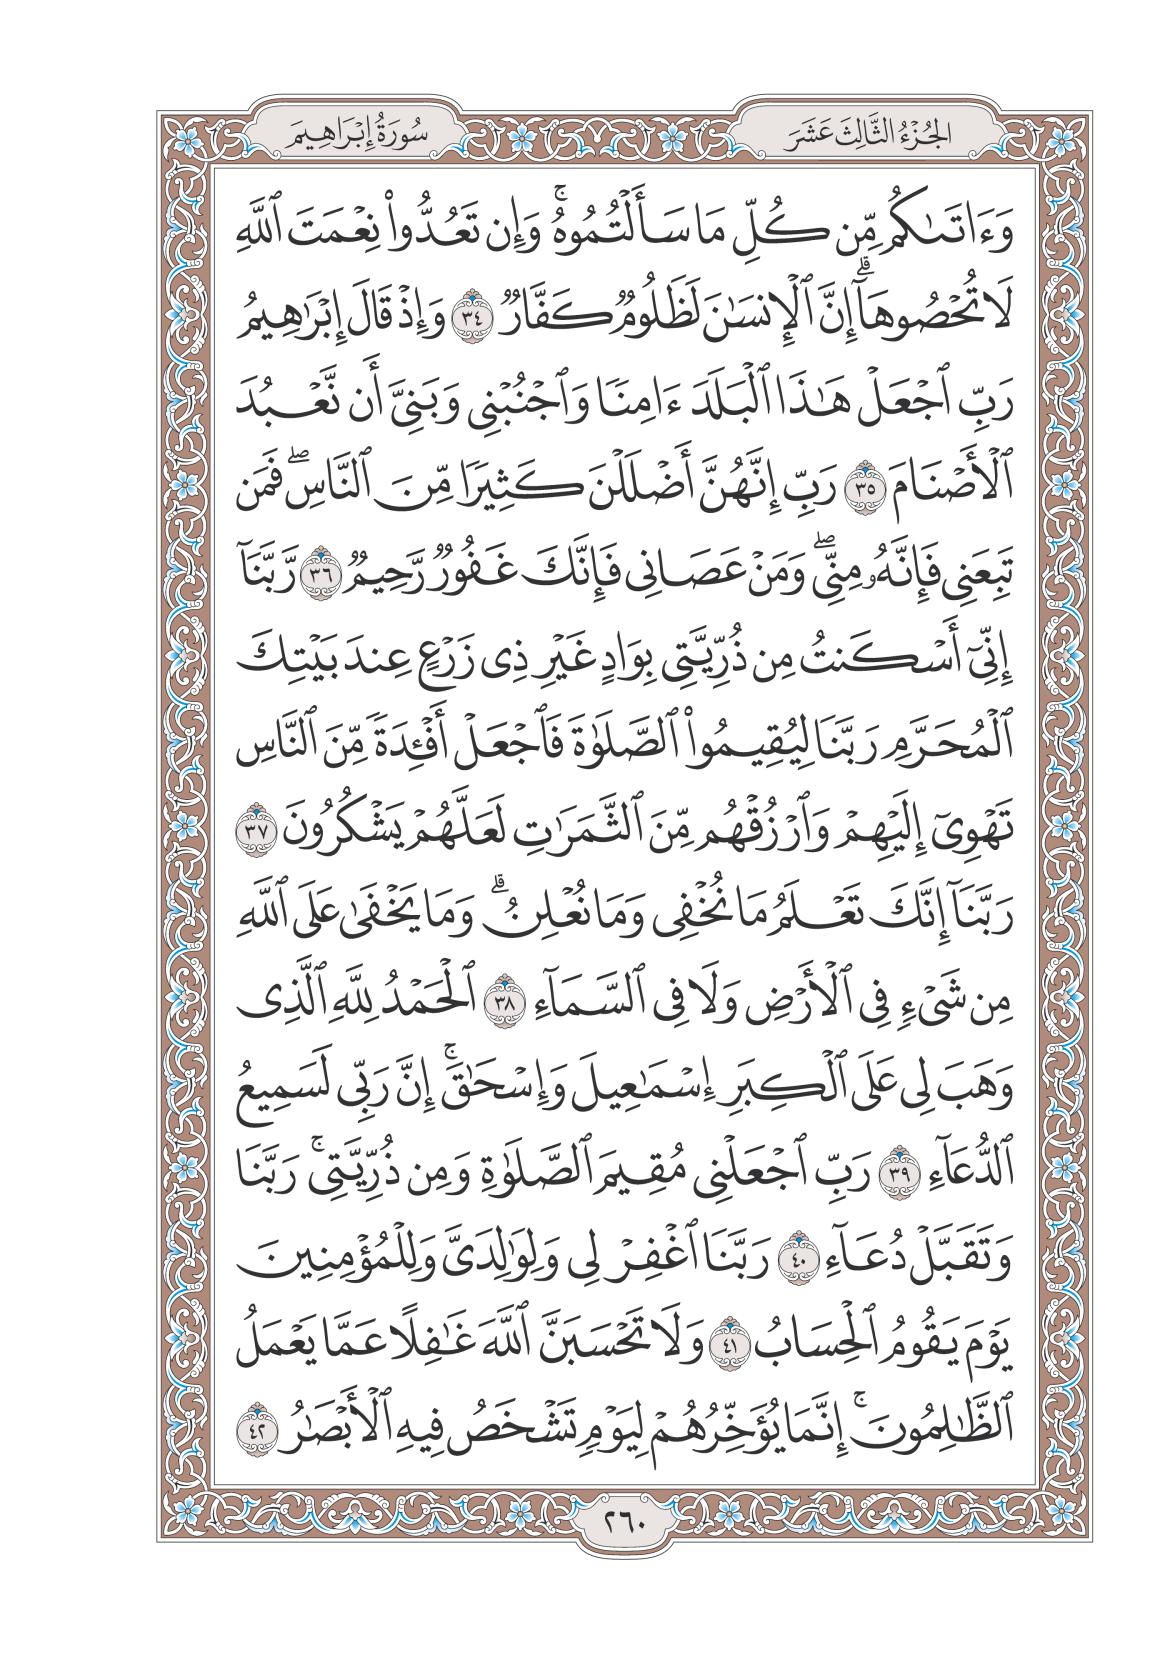 الجُزْءُ الثَّالِثَ عَشَرَ
سُورَةُ إِبْرَاهِيمَ
وَءَاتَىٰكُم مِّن كُلِّ مَا سَأَلْتُمُوهُۚ وَإِن تَعُدُّوا۟ نِعْمَتَ ٱللَّهِ
لَا تُحْصُوهَآۗ إِنَّ ٱلْإِنسَٰنَ لَظَلُومٌ كَفَّارٌ ٣٤ وَإِذْ قَالَ إِبْرَٰهِيمُ
رَبِّ ٱجْعَلْ هَٰذَا ٱلْبَلَدَ ءَامِنًا وَٱجْنُبْنِى وَبَنِىَّ أَن نَّعْبُدَ
ٱلْأَصْنَامَ ٣٥ رَبِّ إِنَّهُنَّ أَضْلَلْنَ كَثِيرًا مِّنَ ٱلنَّاسِۖ فَمَن
تَبِعَنِى فَإِنَّهُۥ مِنِّىۖ وَمَنْ عَصَانِى فَإِنَّكَ غَفُورٌ رَّحِيمٌ ٣٦ رَّبَّنَآ
إِنِّىٓ أَسْكَنتُ مِن ذُرِّيَّتِى بِوَادٍ غَيْرِ ذِى زَرْعٍ عِندَ بَيْتِكَ
ٱلْمُحَرَّمِ رَبَّنَا لِيُقِيمُوا۟ ٱلصَّلَوٰةَ فَٱجْعَلْ أَفْـِٔدَةً مِّنَ ٱلنَّاسِ
تَهْوِىٓ إِلَيْهِمْ وَٱرْزُقْهُم مِّنَ ٱلثَّمَرَٰتِ لَعَلَّهُمْ يَشْكُرُونَ ٣٧
رَبَّنَآ إِنَّكَ تَعْلَمُ مَا نُخْفِى وَمَا نُعْلِنُۗ وَمَا يَخْفَىٰ عَلَى ٱللَّهِ
مِن شَىْءٍ فِى ٱلْأَرْضِ وَلَا فِى ٱلسَّمَآءِ ٣٨ ٱلْحَمْدُ لِلَّهِ ٱلَّذِى
وَهَبَ لِى عَلَى ٱلْكِبَرِ إِسْمَٰعِيلَ وَإِسْحَٰقَۚ إِنَّ رَبِّى لَسَمِيعُ
ٱلدُّعَآءِ ٣٩ رَبِّ ٱجْعَلْنِى مُقِيمَ ٱلصَّلَوٰةِ وَمِن ذُرِّيَّتِىۚ رَبَّنَا
وَتَقَبَّلْ دُعَآءِ ٤٠ رَبَّنَا ٱغْفِرْ لِى وَلِوَٰلِدَىَّ وَلِلْمُؤْمِنِينَ
يَوْمَ يَقُومُ ٱلْحِسَابُ ٤١ وَلَا تَحْسَبَنَّ ٱللَّهَ غَٰفِلًا عَمَّا يَعْمَلُ
ٱلظَّٰلِمُونَۚ إِنَّمَا يُؤَخِّرُهُمْ لِيَوْمٍ تَشْخَصُ فِيهِ ٱلْأَبْصَٰرُ ٤٢
٢٦٠